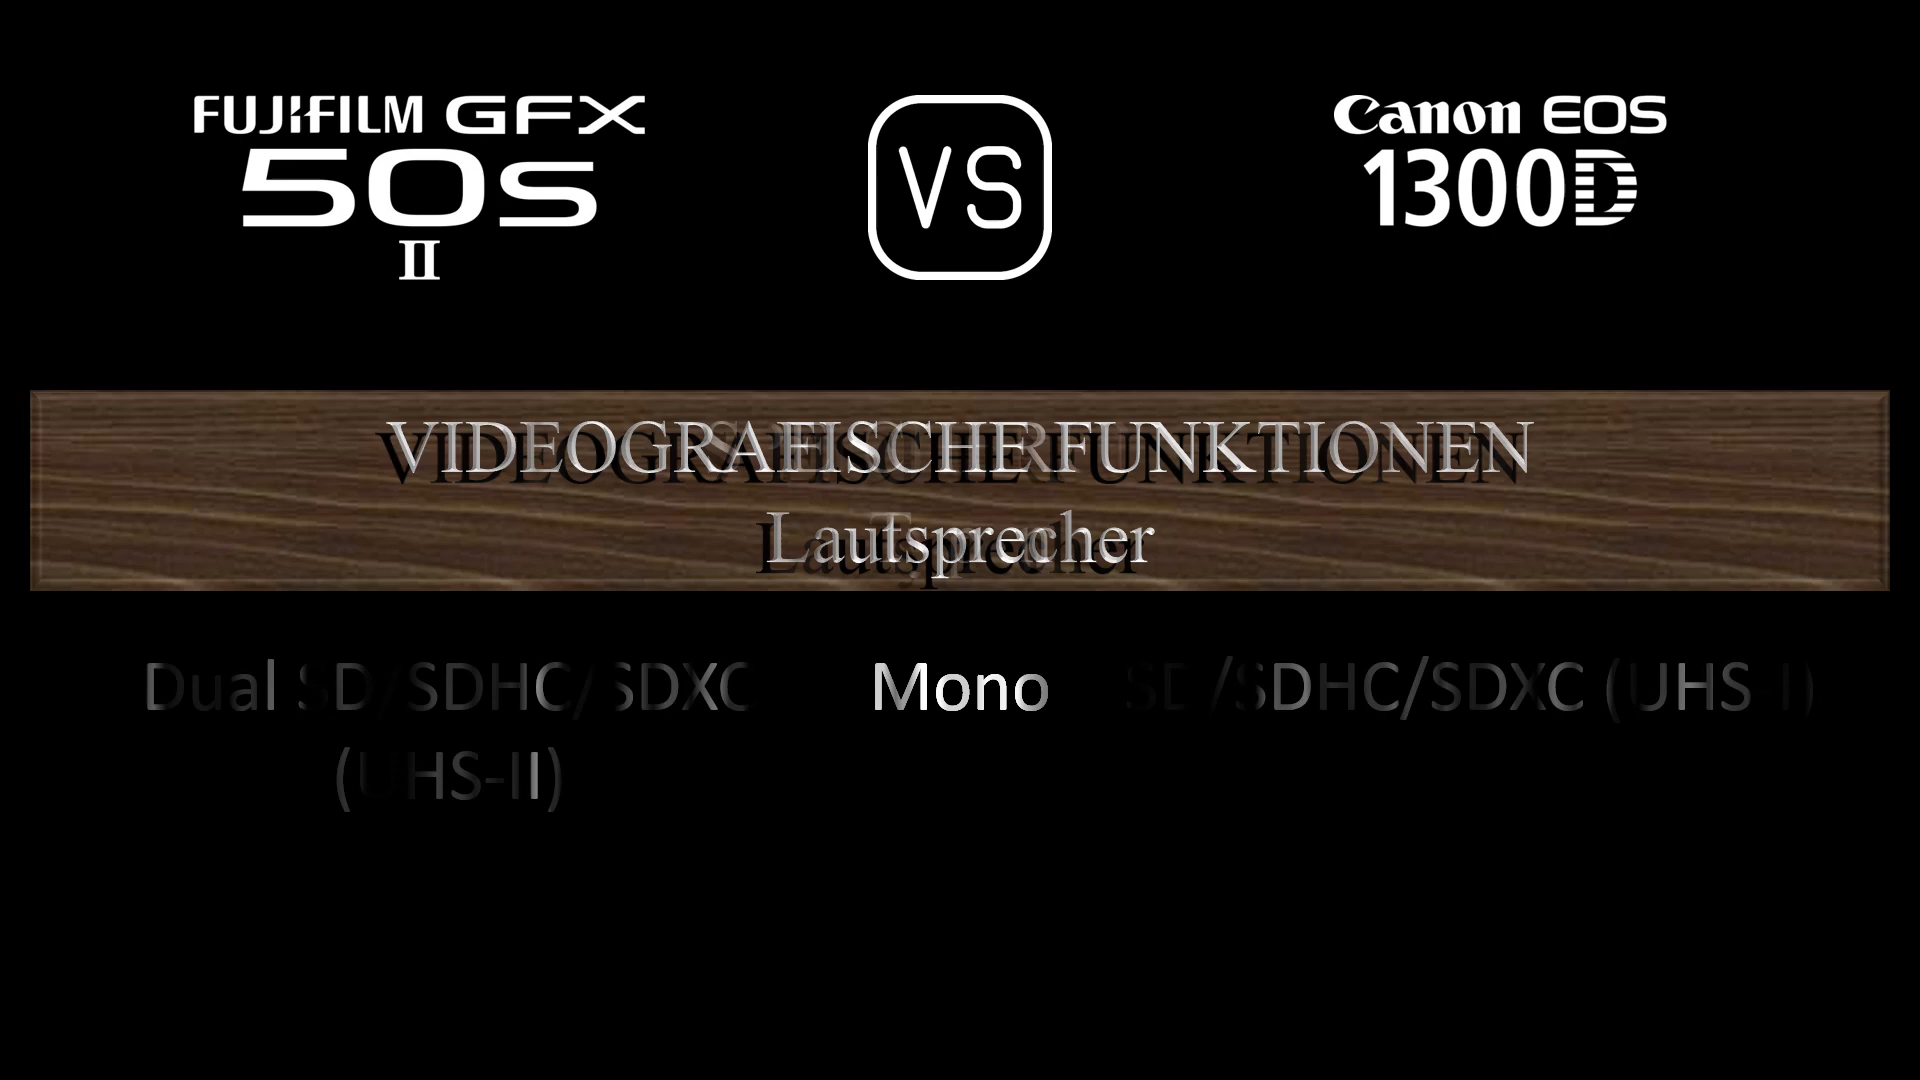 FUJIFILM GFX
50S
II
VS
Canon EOS
1300D
VIDEOGRAFISCHE FUNKTIONEN
Lautsprecher
Dual SD/SDHC/SDXC
(UHS-II)
Mono
SD/SDHC/SDXC (UHS-I)